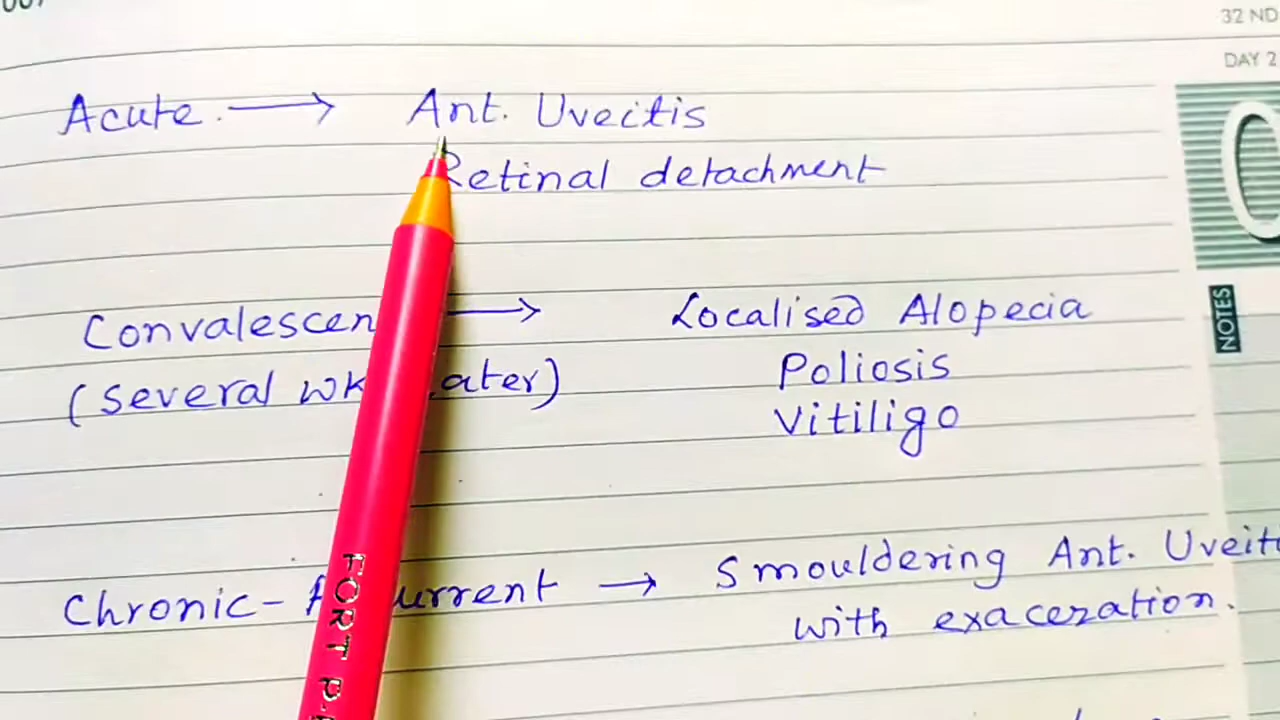 32 ND
DAY 2
Acute. → Ant. Uveitis
Retinal detachment
Convalescen → Localised Alopecia
(several wk ater) Poliosis
Vitiligo
NOTES
Chronic- urrent → Smouldering Ant. Uveit
with exacezation.
FORT P